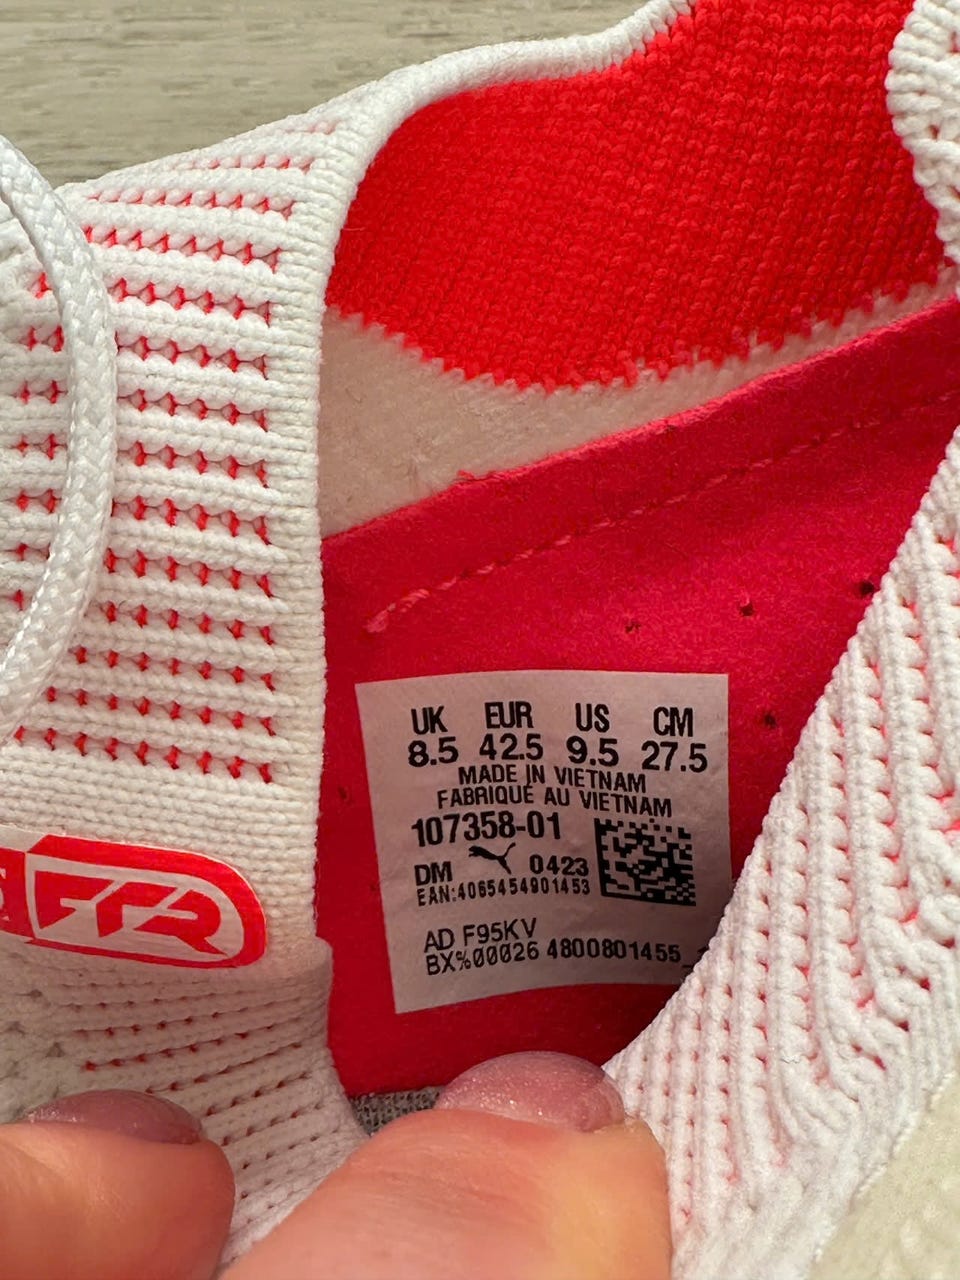 UK EUR US CM
8.5 42.5 9.5 27.5
MADE IN VIETNAM
FABRIQUÉ AU VIETNAM
107358-01
DM 0423
EAN:4065454901453
AD F95KV
BX%00026 4800801455_